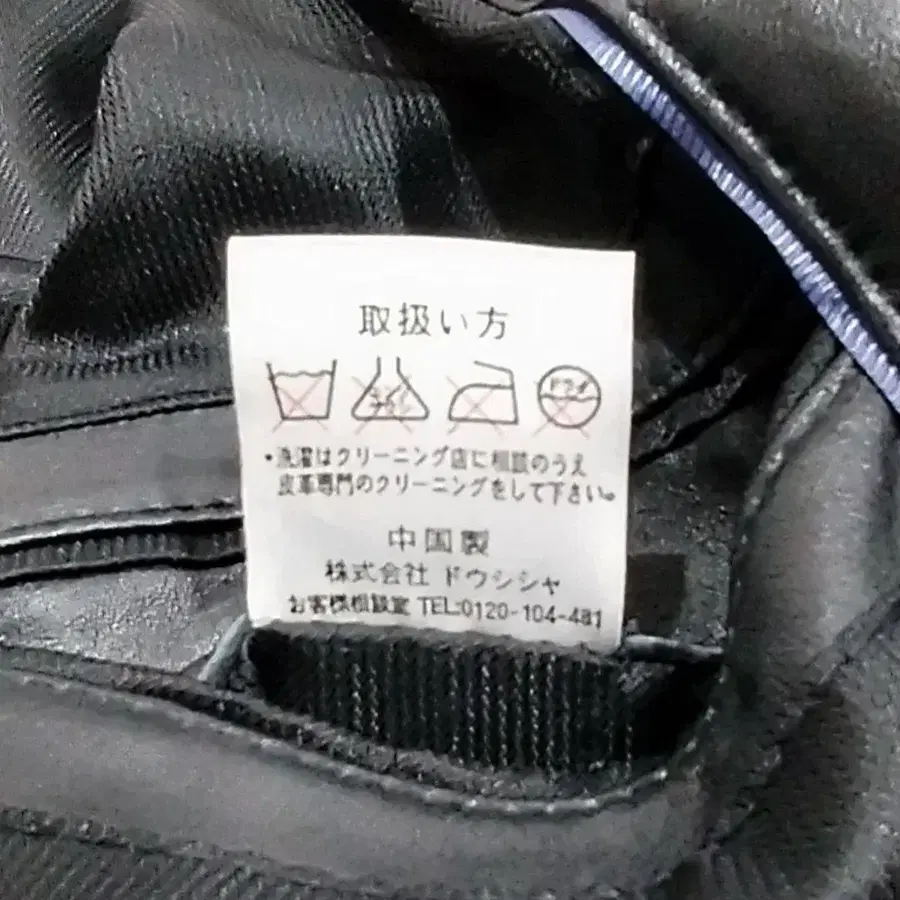 取扱い方
エンソ
ドライ
・洗濯はクリーニング店に相談のうえ
皮革専門のクリーニングをして下さい。
中国製
株式会社 ドウシシャ
お客様相談室 TEL:0120-104-481